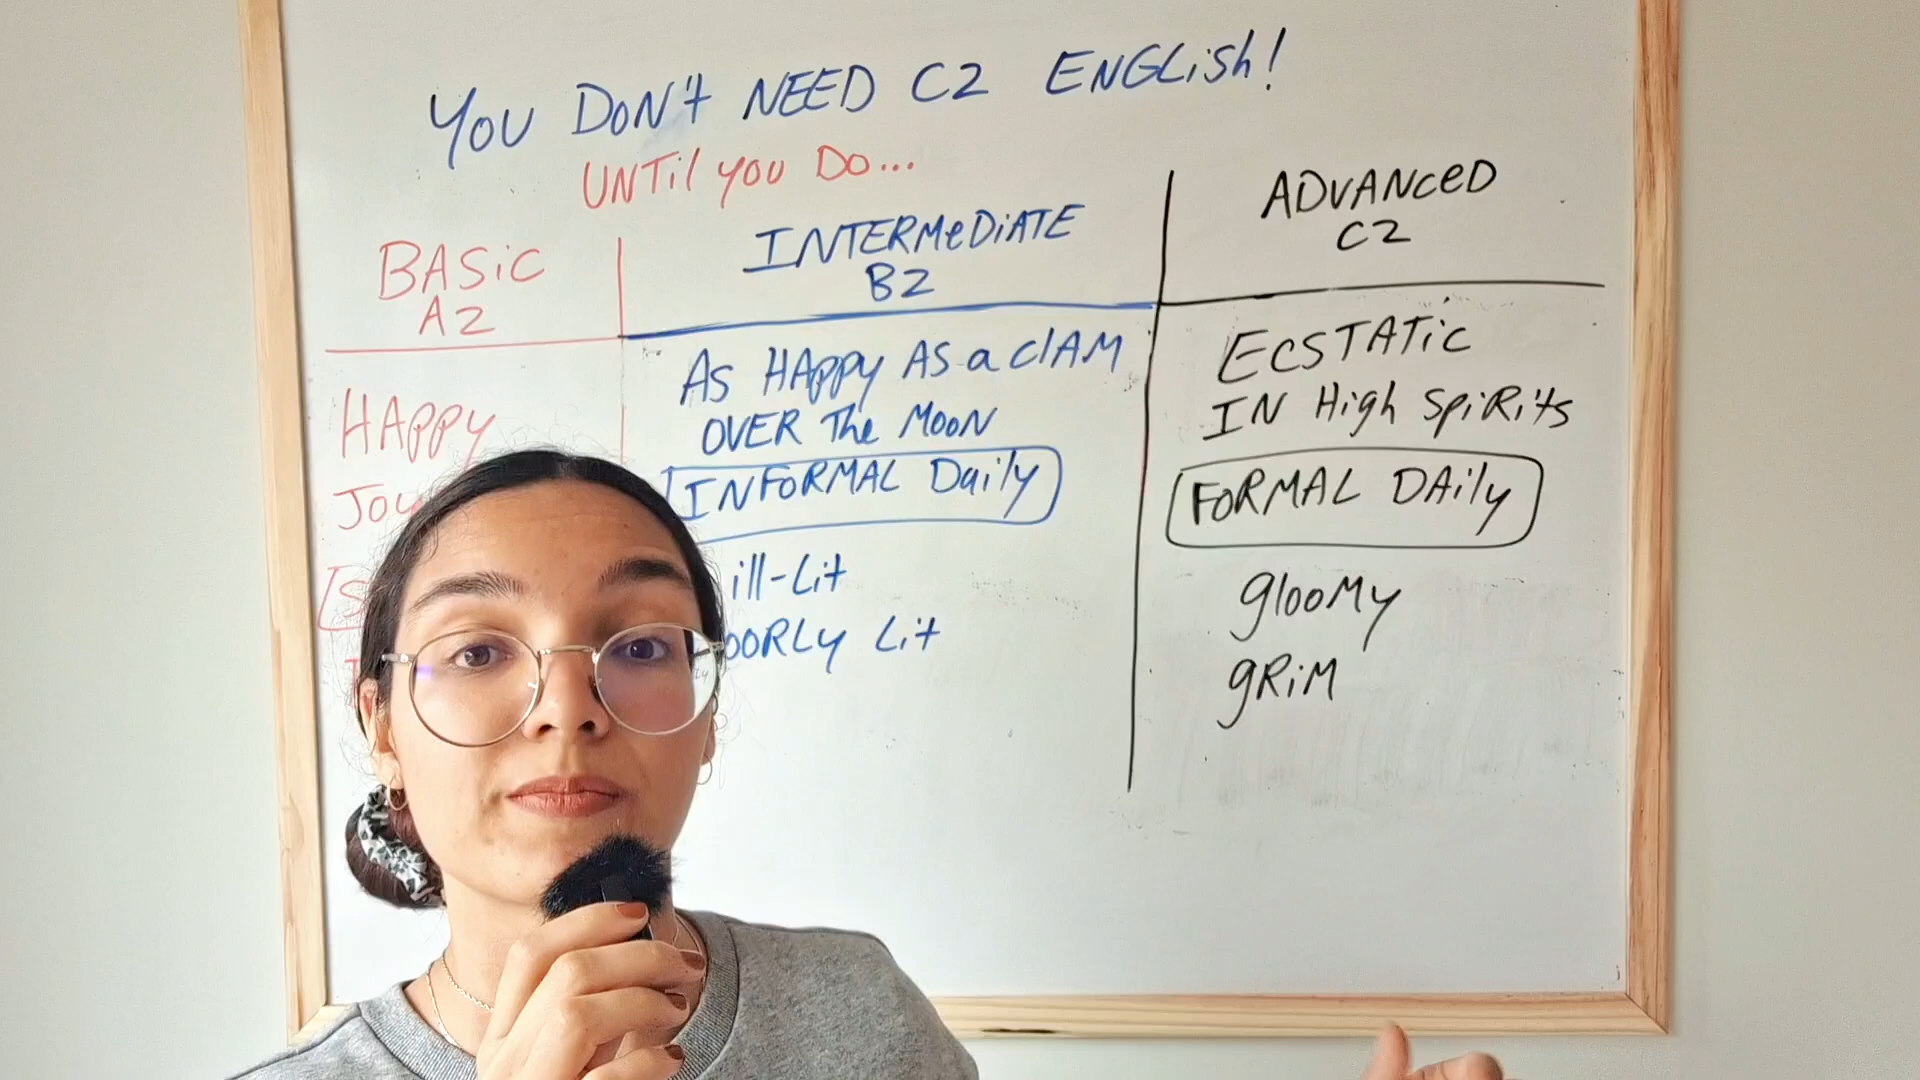 YOU DON'T NEED C2 ENGLISH!
UNTIL YOU DO...
BASIC
A2
HAPPY
INTERMEDIATE
B2
AS HAPPY AS a CLAM
OVER The MOON
INFORMAL Daily
ill-Lit
Lit
ADVANCED
C2
ECSTATIC
IN High SPIRITS
FORMAL DAily
gloomy
gRIM